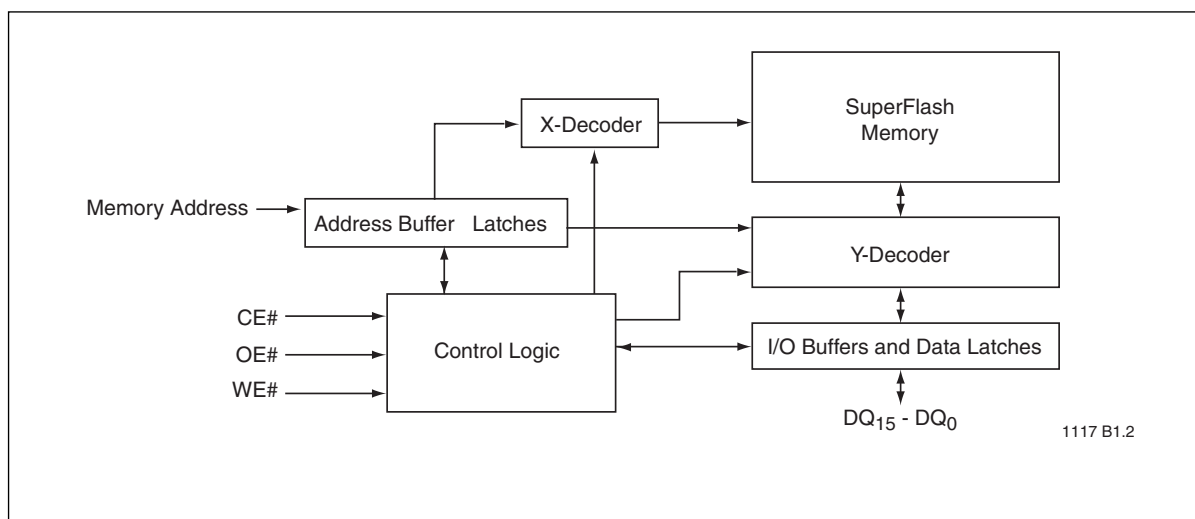 SuperFlash
Memory
X-Decoder
Memory Address
Address Buffer Latches
Y-Decoder
CE#
OE#
WE#
Control Logic
I/O Buffers and Data Latches
DQ15 - DQ0
1117 B1.2